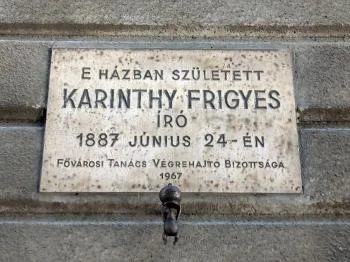 E HÁZBAN SZÜLETETT
KARINTHY FRIGYES
ÍRÓ
1887 JÚNIUS 24-ÉN
FŐVÁROSI TANÁCS VÉGREHAJTÓ BIZOTTSÁGA
1967